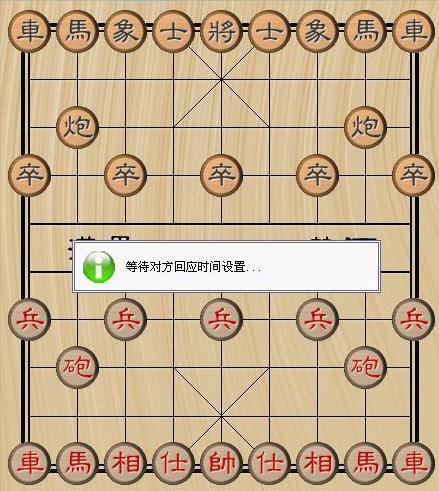 車馬象士將士象馬車
炮炮
卒卒卒卒卒
等待对方回应时间设置...
兵兵兵兵兵
砲砲
車馬相仕帥仕相馬車